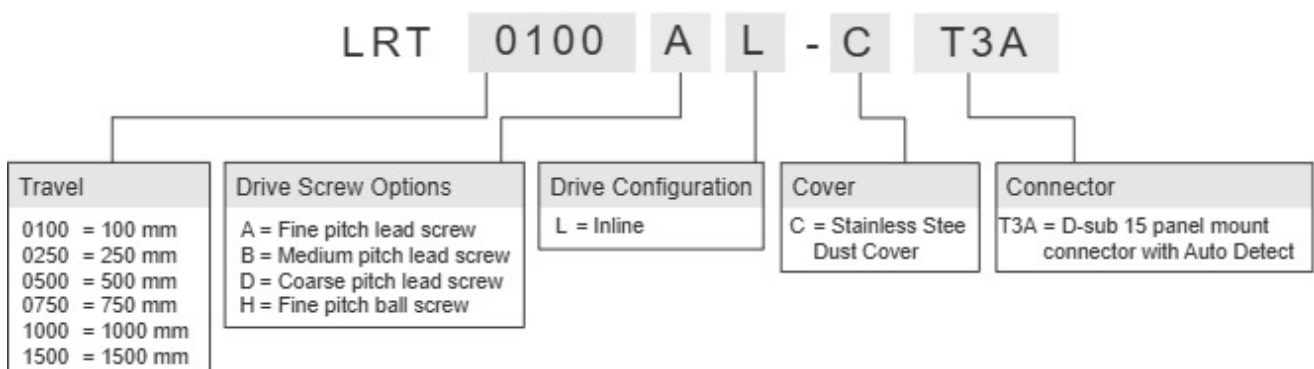 LRT 0100 A L - C T3A
Travel
0100 = 100 mm
0250 = 250 mm
0500 = 500 mm
0750 = 750 mm
1000 = 1000 mm
1500 = 1500 mm
Drive Screw Options
A = Fine pitch lead screw
B = Medium pitch lead screw
D = Coarse pitch lead screw
H = Fine pitch ball screw
Drive Configuration
L = Inline
Cover
C = Stainless Stee
Dust Cover
Connector
T3A = D-sub 15 panel mount
connector with Auto Detect